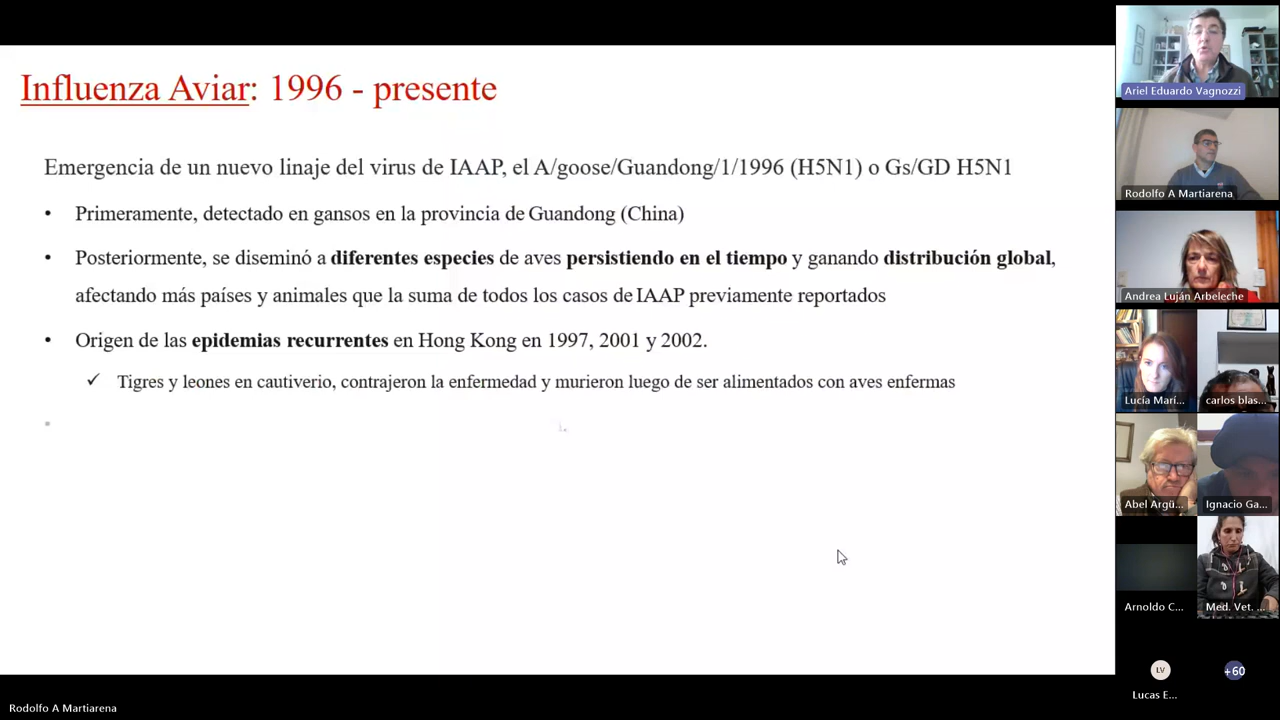 Influenza Aviar: 1996 - presente
Emergencia de un nuevo linaje del virus de IAAP, el A/goose/Guandong/1/1996 (H5N1) o Gs/GD H5N1
• Primeramente, detectado en gansos en la provincia de Guandong (China)
• Posteriormente, se diseminó a diferentes especies de aves persistiendo en el tiempo y ganando distribución global,
afectando más países y animales que la suma de todos los casos de IAAP previamente reportados
• Origen de las epidemias recurrentes en Hong Kong en 1997, 2001 y 2002.
✓ Tigres y leones en cautiverio, contrajeron la enfermedad y murieron luego de ser alimentados con aves enfermas
•
Ariel Eduardo Vagnozzi
Rodolfo A Martiarena
Andrea Luján Arbeleche
Lucía Marí...
carlos blas...
Abel Argü...
Ignacio Ga...
Arnoldo C...
Med. Vet. ...
LV
+60
Lucas E...
Rodolfo A Martiarena